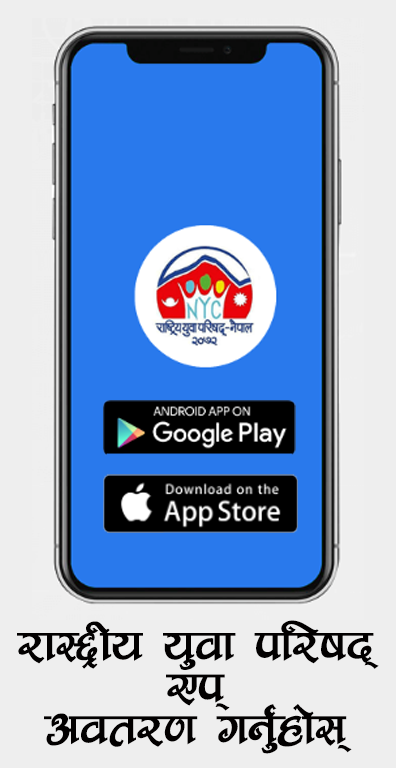 NYC
राष्ट्रिय युवा परिषद्-नेपाल
२०७२
ANDROID APP ON
Google Play
Download on the
App Store
रास्ट्रीय युवा परिषद्
एप्
अवतरण गर्नुहोस्